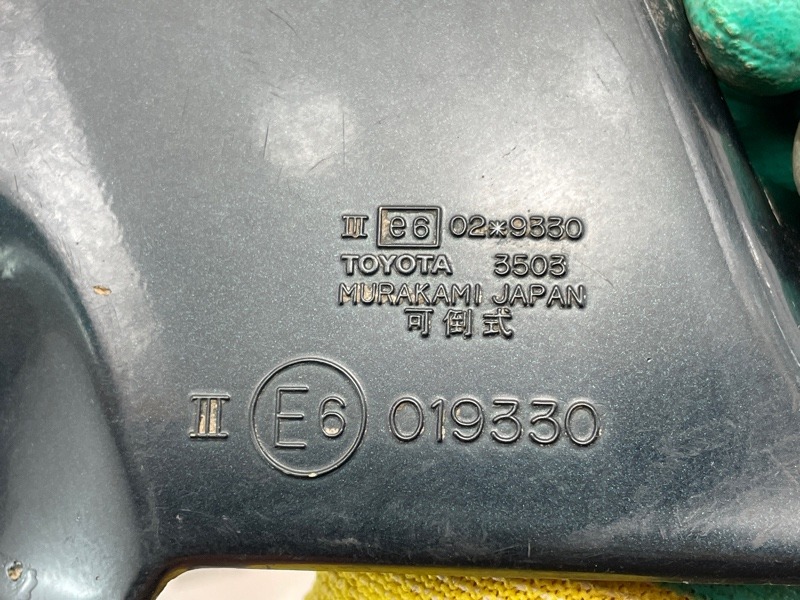 III e6 02*9330
TOYOTA 3503
MURAKAMI JAPAN
可倒式
III E6 019330